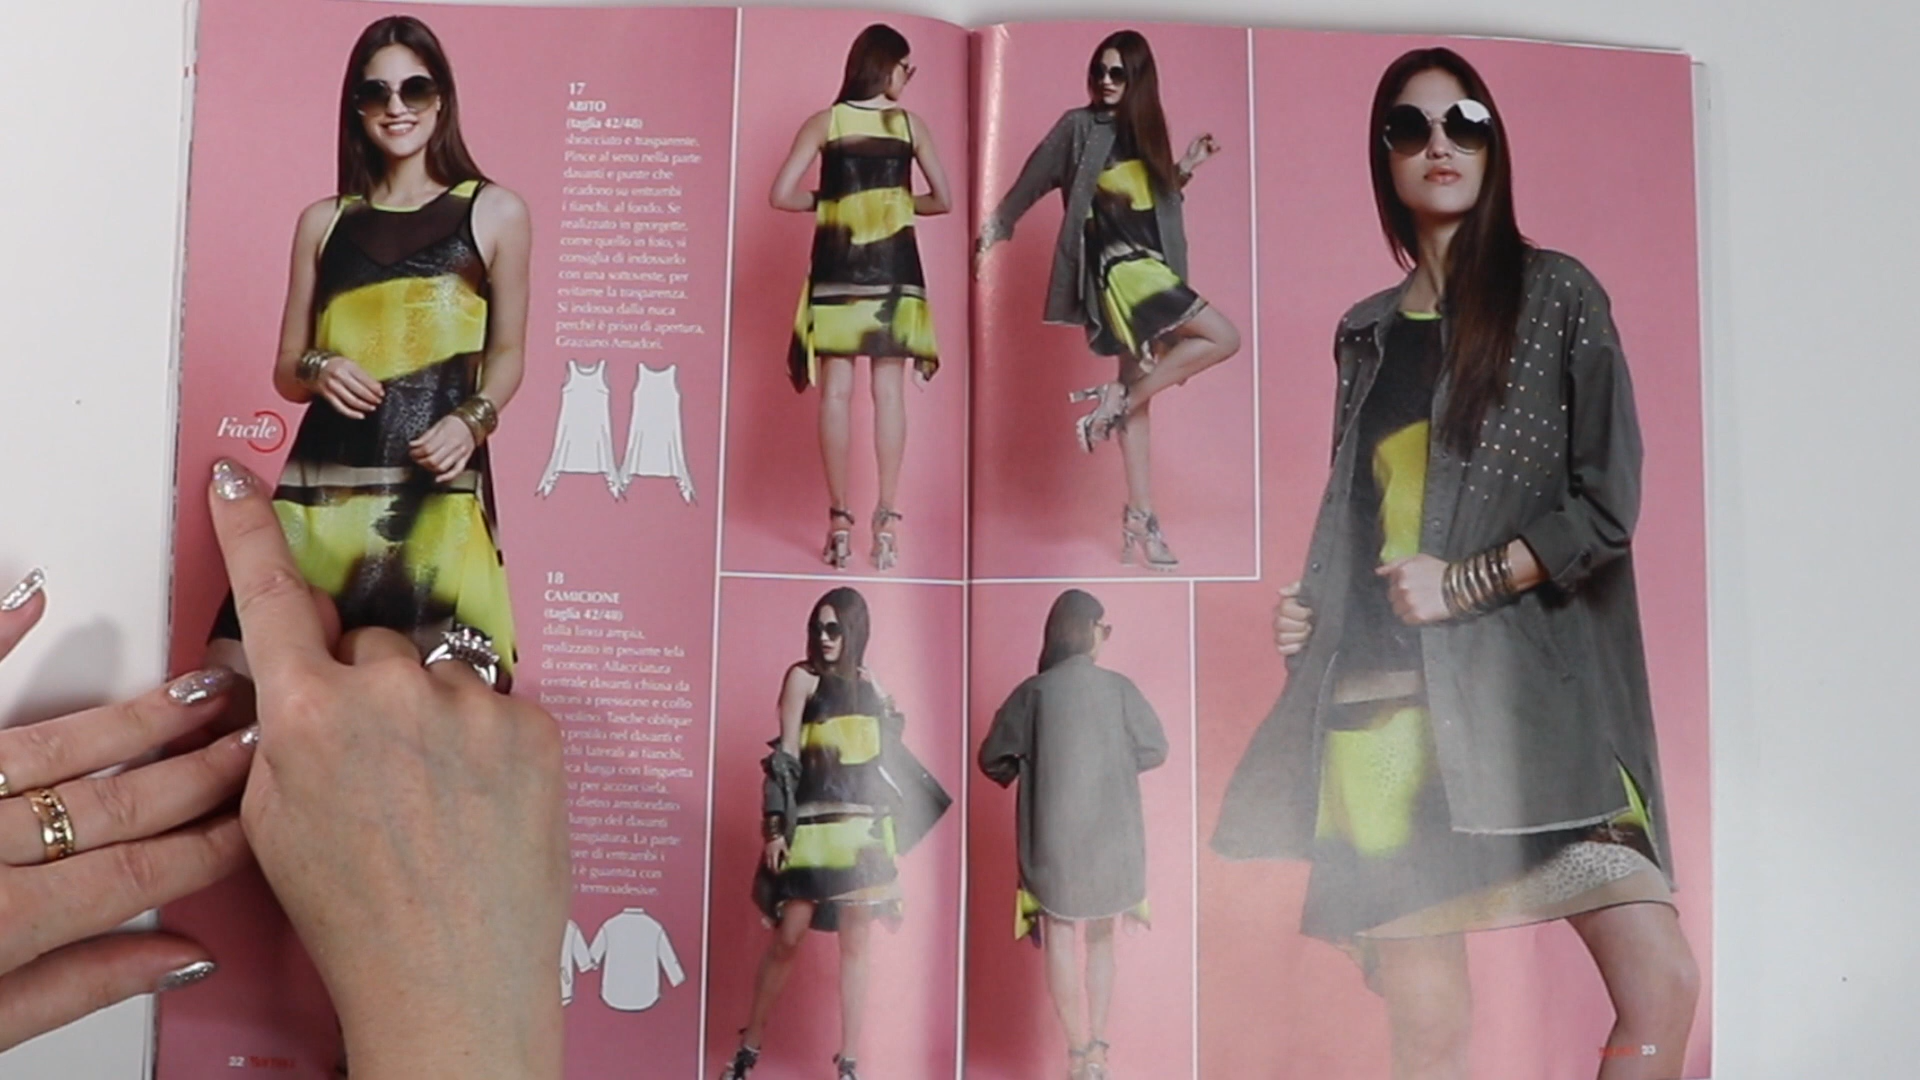 Facile
17
ABITO
(taglia 42/48)
sbracciato e trasparente.
Pince al seno nella parte
davanti e punte che
ricadono su entrambi
i fianchi, al fondo. Se
realizzato in georgette,
come quello in foto, si
consiglia di indossarlo
con una sottoveste, per
evitarne la trasparenza.
Si indossa dalla nuca
perché è privo di apertura.
Graziano Amadori.
18
CAMICIONE
(taglia 42/48)
dalla linea ampia,
realizzato in pesante tela
di cotone. Allacciatura
centrale davanti chiusa da
bottoni a pressione e collo
volino. Tasche oblique
profilo nel davanti e
laterali ai fianchi,
lunga con linguetta
per accorciarla.
dietro arrotondato
lungo del davanti
La parte
di entrambi i
è guarnita con
termoadesive.
32
33